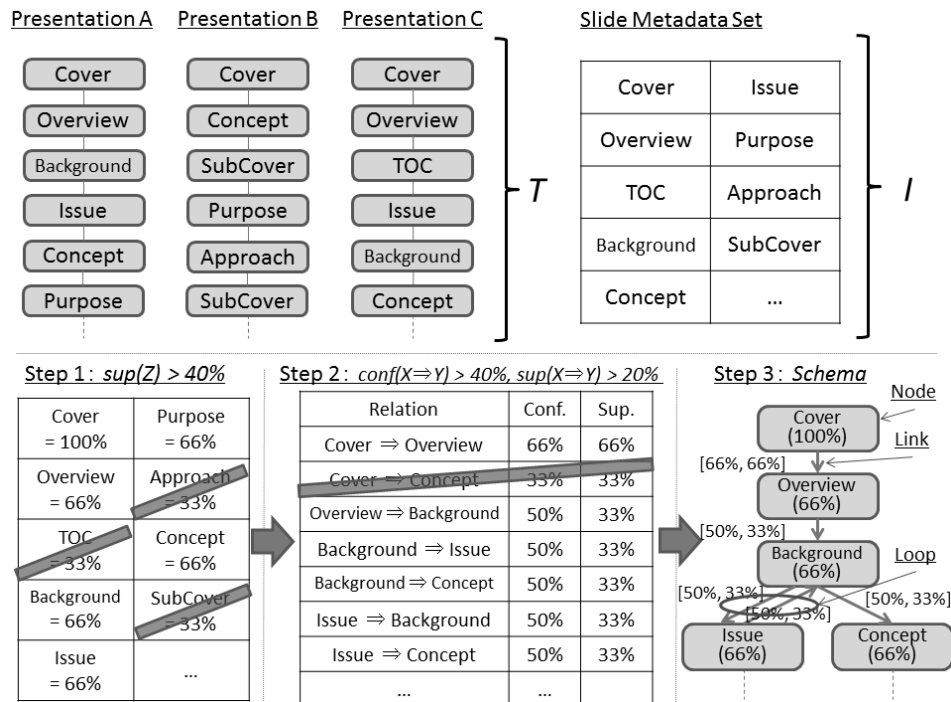 Presentation A
Presentation B
Presentation C
Slide Metadata Set
Cover
Overview
Background
Issue
Concept
Purpose
Cover
Concept
SubCover
Purpose
Approach
SubCover
Cover
Overview
TOC
Issue
Background
Concept
T
Cover
Issue
Overview
Purpose
TOC
Approach
Background
SubCover
Concept
...
I
Step 1 : sup(Z) > 40%
Cover
= 100%
Purpose
= 66%
Overview
= 66%
Approach
= 33%
TOC
= 33%
Concept
= 66%
Background
= 66%
SubCover
= 33%
Issue
= 66%
...
Step 2 : conf(X⇒Y) > 40%, sup(X⇒Y) > 20%
Relation Conf. Sup.
Cover ⇒ Overview 66% 66%
Cover ⇒ Concept 33% 33%
Overview ⇒ Background 50% 33%
Background ⇒ Issue 50% 33%
Background ⇒ Concept 50% 33%
Issue ⇒ Background 50% 33%
Issue ⇒ Concept 50% 33%
... ...
Step 3 : Schema
Node
Cover
(100%)
Link
[66%, 66%]
Overview
(66%)
[50%, 33%]
Background
(66%)
Loop
[50%, 33%]
[50%, 33%]
[50%, 33%]
Issue
(66%)
Concept
(66%)